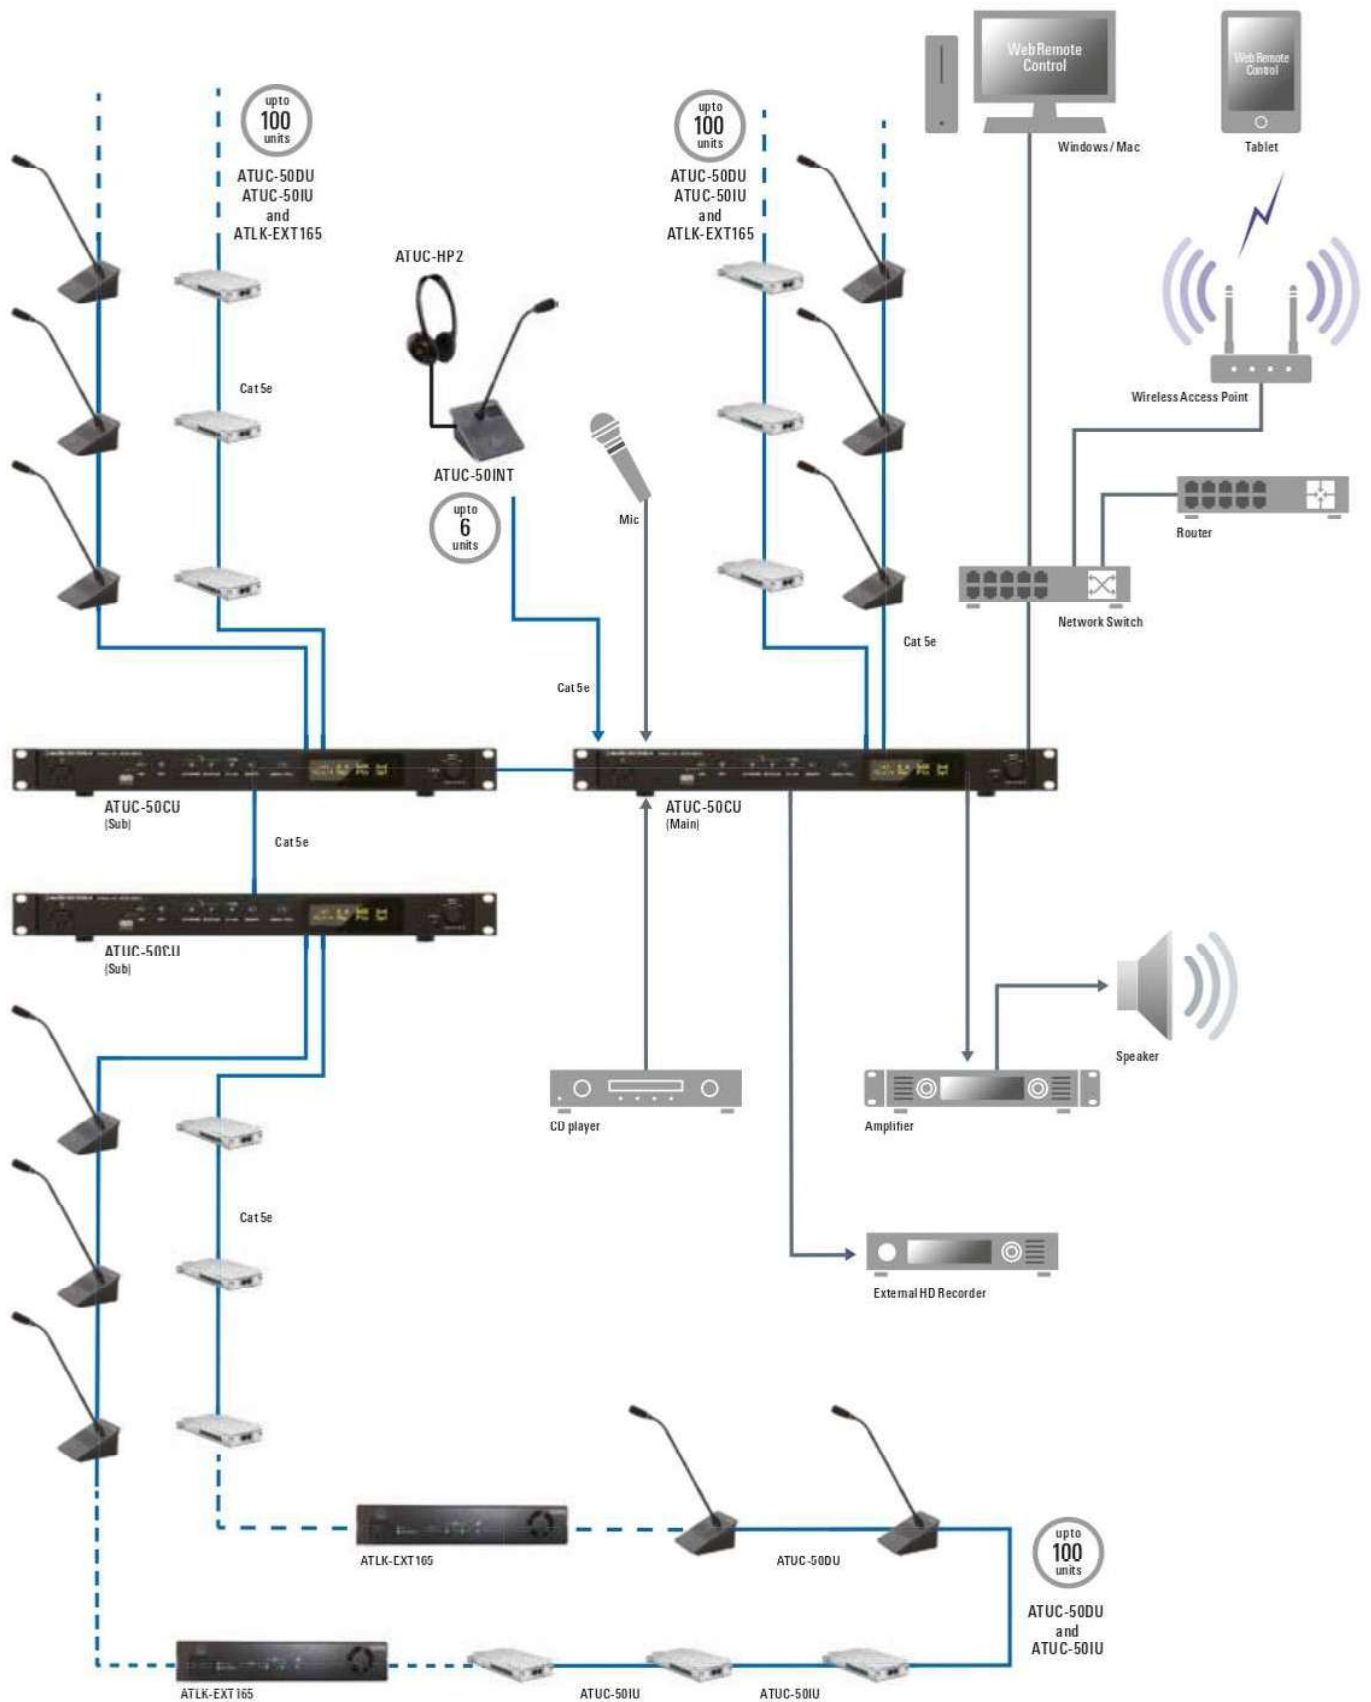 WebRemote
Control
Web Remote
Control
Windows / Mac
Tablet
upto
100
units
ATUC-50DU
ATUC-50IU
and
ATLK-EXT165
upto
100
units
ATUC-50DU
ATUC-50IU
and
ATLK-EXT165
ATUC-HP2
Cat 5e
Wireless Access Point
ATUC-50INT
upto
6
units
Mic
Router
Network Switch
Cat 5e
Cat 5e
ATUC-50CU
(Sub)
ATUC-50CU
(Main)
Cat 5e
ATUC-50CU
(Sub)
Speaker
CD player
Amplifier
Cat 5e
External HD Recorder
ATLK-EXT165
ATUC-50DU
upto
100
units
ATUC-50DU
and
ATUC-50IU
ATLK-EXT165
ATUC-50IU
ATUC-50IU